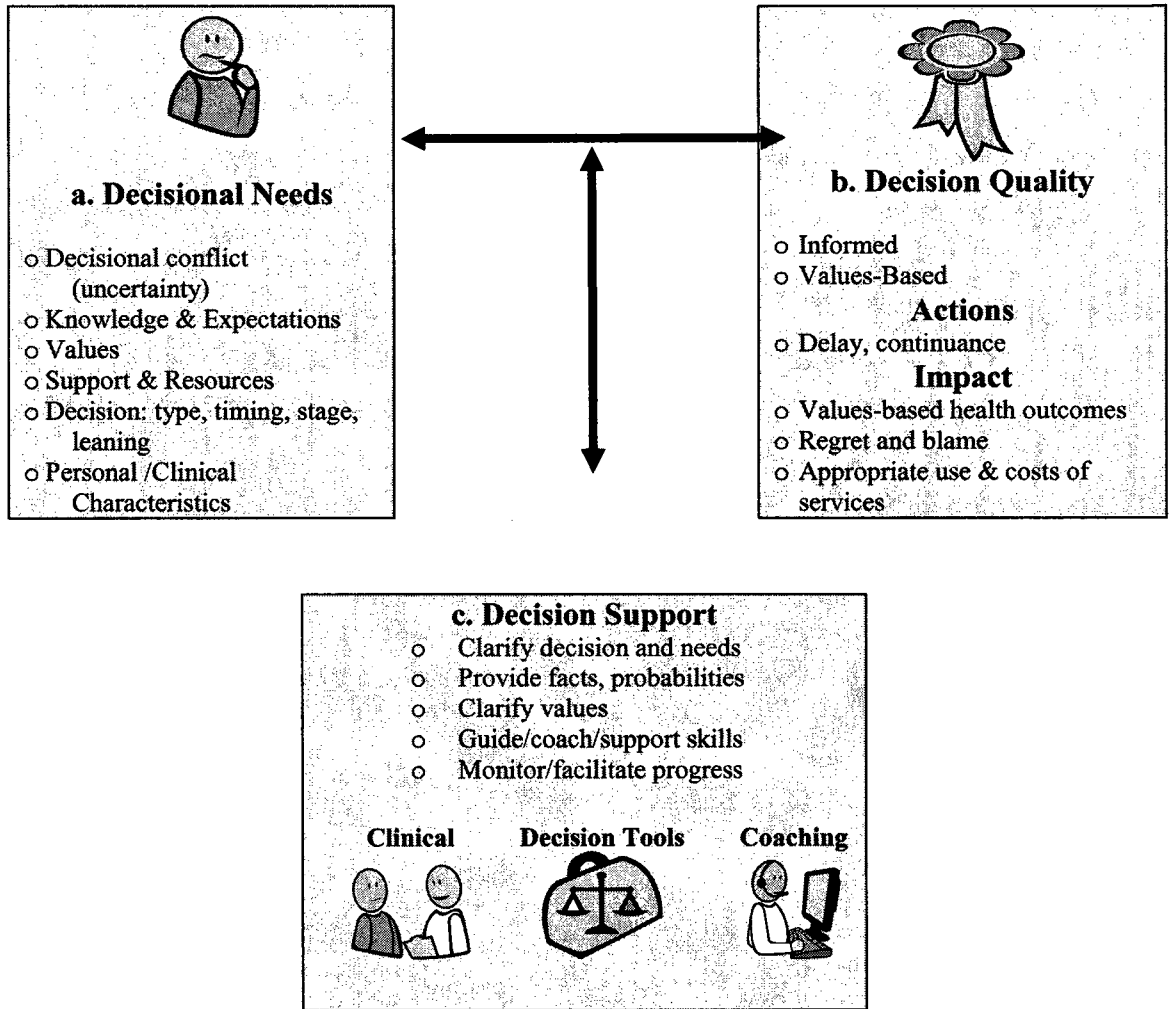 a. Decisional Needs
o Decisional conflict
(uncertainty)
o Knowledge & Expectations
o Values
o Support & Resources
o Decision: type, timing, stage,
leaning
o Personal /Clinical
Characteristics
b. Decision Quality
o Informed
o Values-Based
Actions
o Delay, continuance
Impact
o Values-based health outcomes
o Regret and blame
o Appropriate use & costs of
services
c. Decision Support
o Clarify decision and needs
o Provide facts, probabilities
o Clarify values
o Guide/coach/support skills
o Monitor/facilitate progress
Clinical Decision Tools Coaching